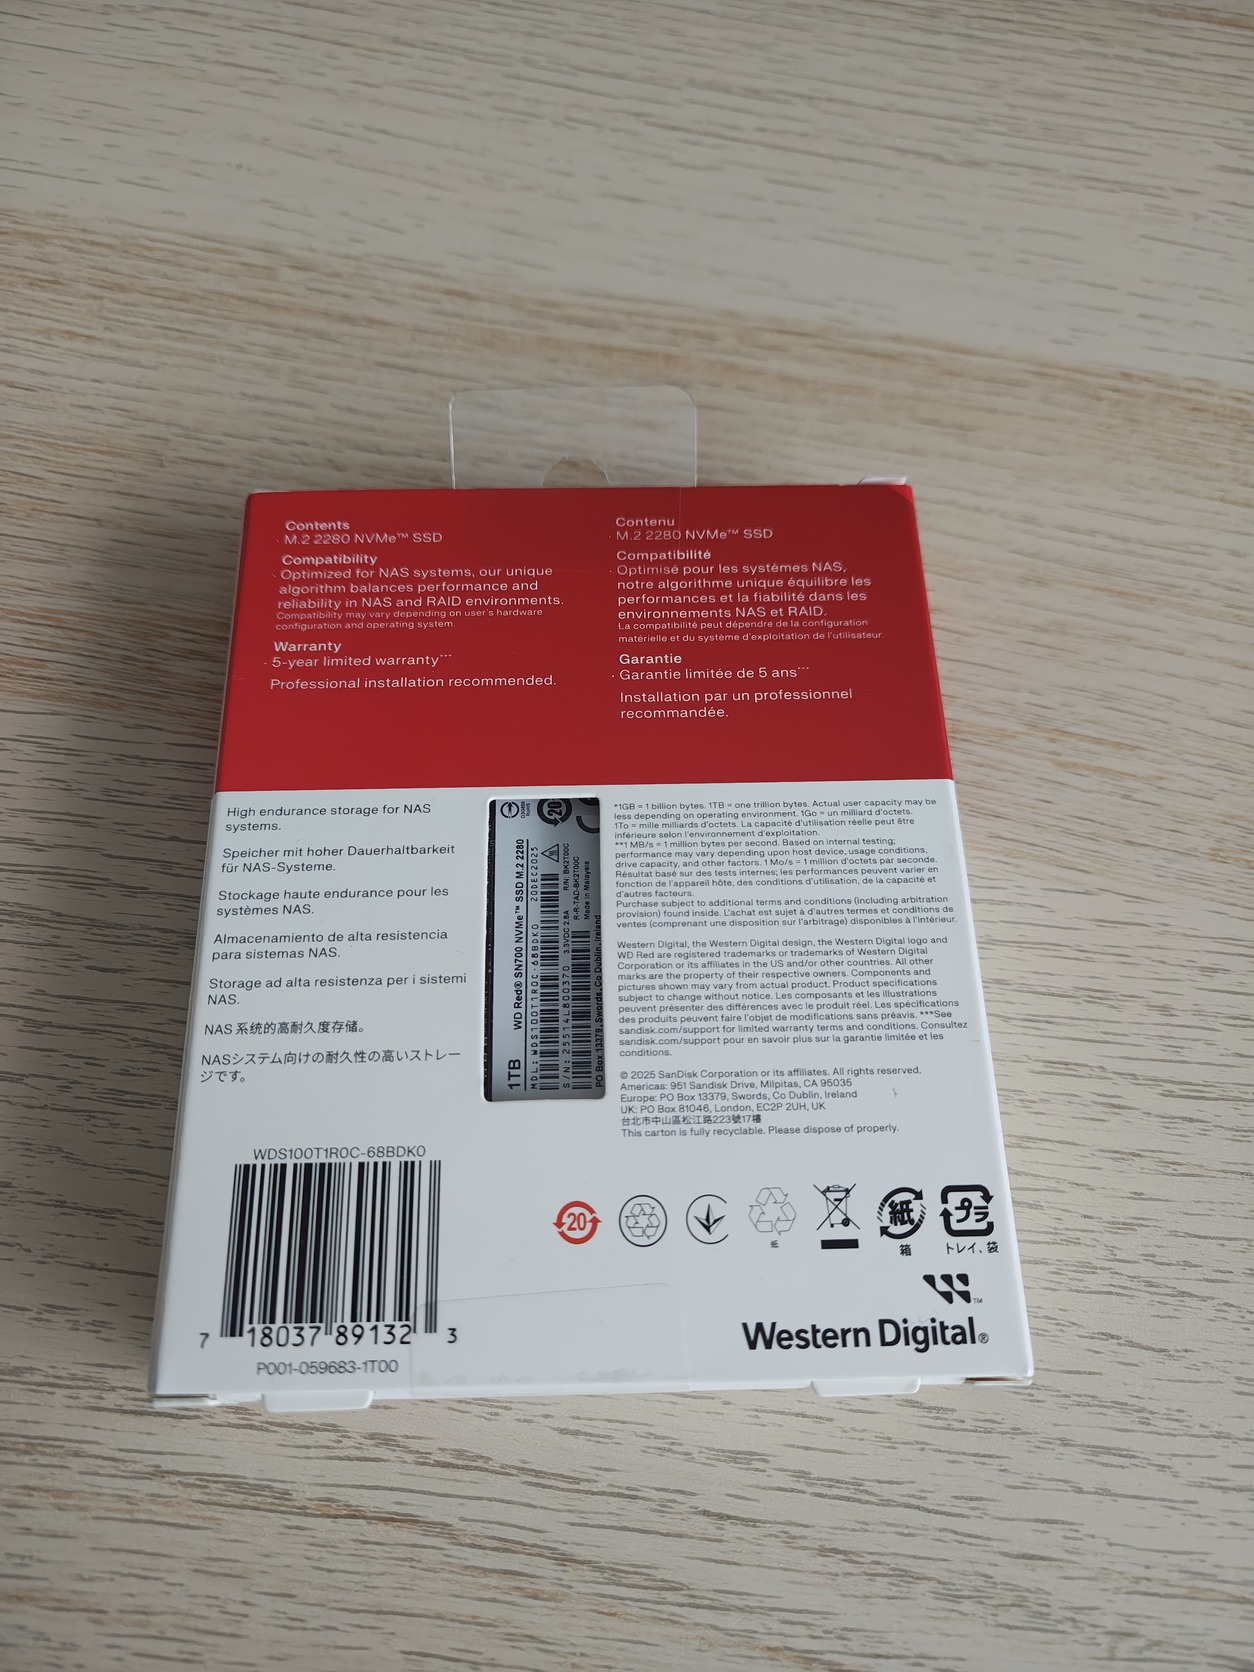 Contents
· M.2 2280 NVMe™ SSD
Compatibility
· Optimized for NAS systems, our unique
algorithm balances performance and
reliability in NAS and RAID environments.
Compatibility may vary depending on user's hardware
configuration and operating system.
Warranty
· 5-year limited warranty***
Professional installation recommended.
Contenu
· M.2 2280 NVMe™ SSD
Compatibilité
· Optimisé pour les systèmes NAS,
notre algorithme unique équilibre les
performances et la fiabilité dans les
environnements NAS et RAID.
La compatibilité peut dépendre de la configuration
matérielle et du système d'exploitation de l'utilisateur.
Garantie
· Garantie limitée de 5 ans***
Installation par un professionnel
recommandée.
High endurance storage for NAS
systems.
Speicher mit hoher Dauerhaltbarkeit
für NAS-Systeme.
Stockage haute endurance pour les
systèmes NAS.
Almacenamiento de alta resistencia
para sistemas NAS.
Storage ad alta resistenza per i sistemi
NAS.
NAS 系统的高耐久度存储。
NASシステム向けの耐久性の高いストレー
ジです。
1TB
WD Red® SN700 NVMe™ SSD M.2 2280
MDL: WDS100T1R0C-68BDK0 20DEC2025
S/N: 25514L800370 3.3VDC 2.8A R/N: BK2T00C
R-R-TAD-BK2T00C
Made in Malaysia
PO Box 13379, Swords, Co Dublin, Ireland
RoHS
20
*1GB = 1 billion bytes. 1TB = one trillion bytes. Actual user capacity may be
less depending on operating environment. 1Go = un milliard d'octets.
1To = mille milliards d'octets. La capacité d'utilisation réelle peut être
inférieure selon l'environnement d'exploitation.
**1 MB/s = 1 million bytes per second. Based on internal testing;
performance may vary depending upon host device, usage conditions,
drive capacity, and other factors. 1 Mo/s = 1 million d'octets par seconde.
Résultat basé sur des tests internes; les performances peuvent varier en
fonction de l'appareil hôte, des conditions d'utilisation, de la capacité et
d'autres facteurs.
Purchase subject to additional terms and conditions (including arbitration
provision) found inside. L'achat est sujet à d'autres termes et conditions de
ventes (comprenant une disposition sur l'arbitrage) disponibles à l'intérieur.
Western Digital, the Western Digital design, the Western Digital logo and
WD Red are registered trademarks or trademarks of Western Digital
Corporation or its affiliates in the US and/or other countries. All other
marks are the property of their respective owners. Components and
pictures shown may vary from actual product. Product specifications
subject to change without notice. Les composants et les illustrations
peuvent présenter des différences avec le produit réel. Les spécifications
des produits peuvent faire l'objet de modifications sans préavis. ***See
sandisk.com/support for limited warranty terms and conditions. Consultez
sandisk.com/support pour en savoir plus sur la garantie limitée et les
conditions.
© 2025 SanDisk Corporation or its affiliates. All rights reserved.
Americas: 951 Sandisk Drive, Milpitas, CA 95035
Europe: PO Box 13379, Swords, Co Dublin, Ireland
UK: PO Box 81046, London, EC2P 2UH, UK
台北市中山區松江路223號17樓
This carton is fully recyclable. Please dispose of properly.
WDS100T1R0C-68BDK0
7 18037 89132 3
P001-059683-1T00
20
紙
紙
箱
プラ
トレイ、袋
Western Digital®